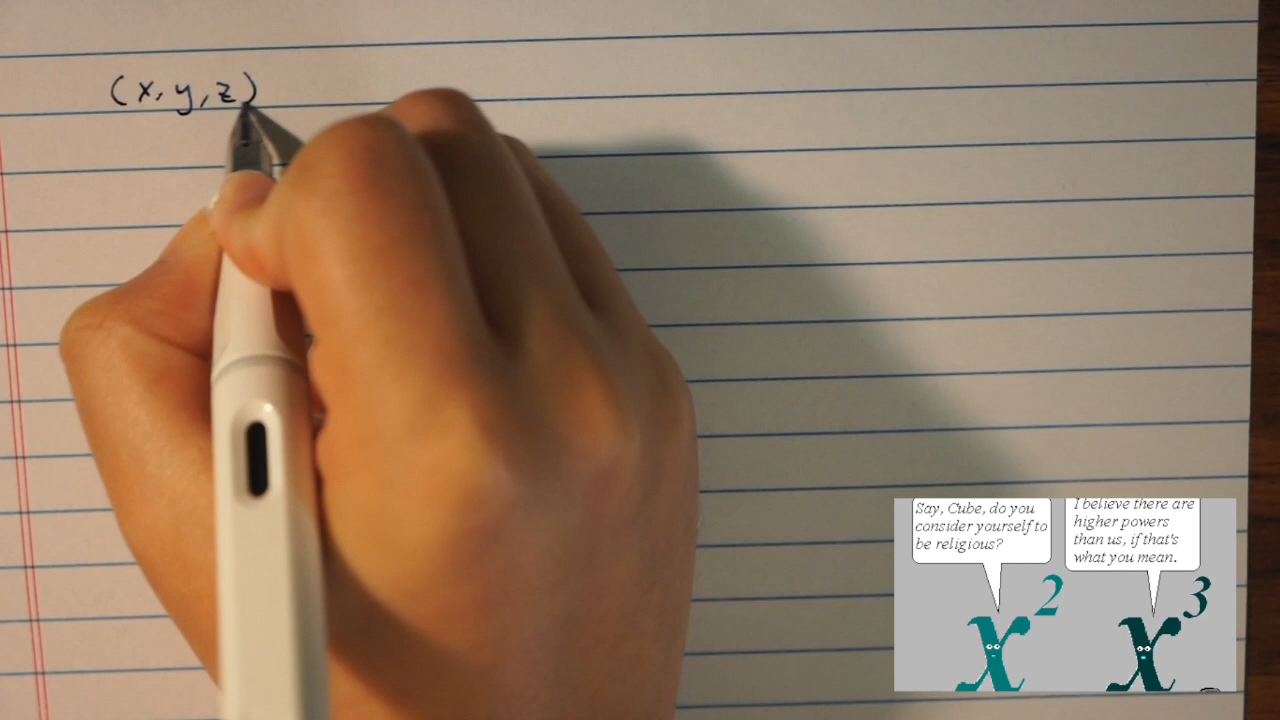 (x, y, z)
Say, Cube, do you
consider yourself to
be religious?
I believe there are
higher powers
than us, if that's
what you mean.
x²
x³